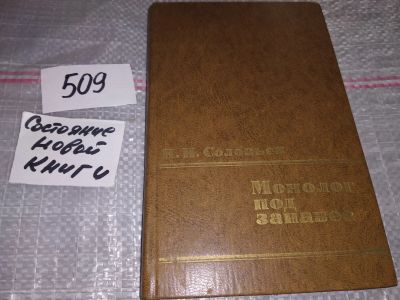 509
Состояние
новой
книги
Н. И. Соловьев
Монолог
под
занавес